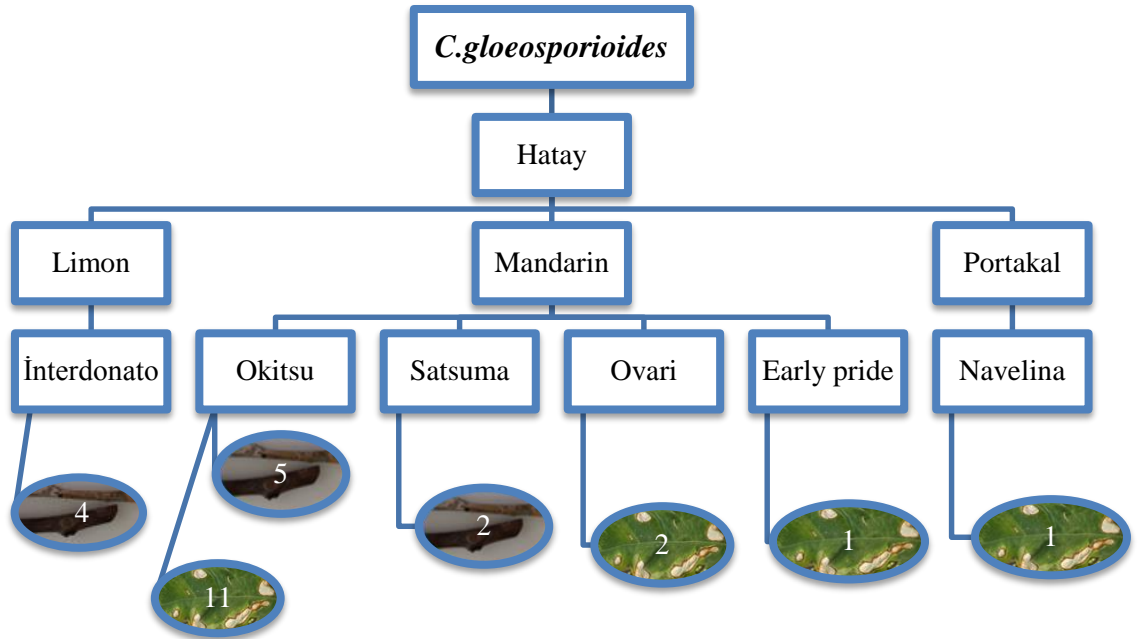 C.gloeosporioides
Hatay
Limon
Mandarin
Portakal
İnterdonato
Okitsu
Satsuma
Ovari
Early pride
Navelina
4
5
11
2
2
1
1